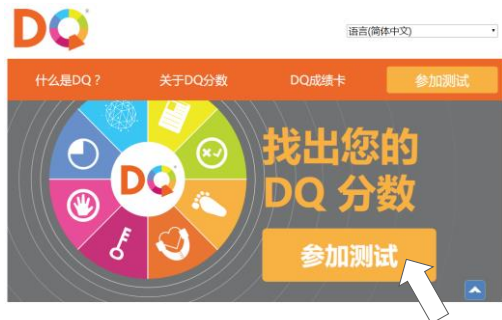 DQ
语言(简体中文)
什么是DQ？
关于DQ分数
DQ成绩卡
参加测试
DQ
找出您的
DQ 分数
参加测试